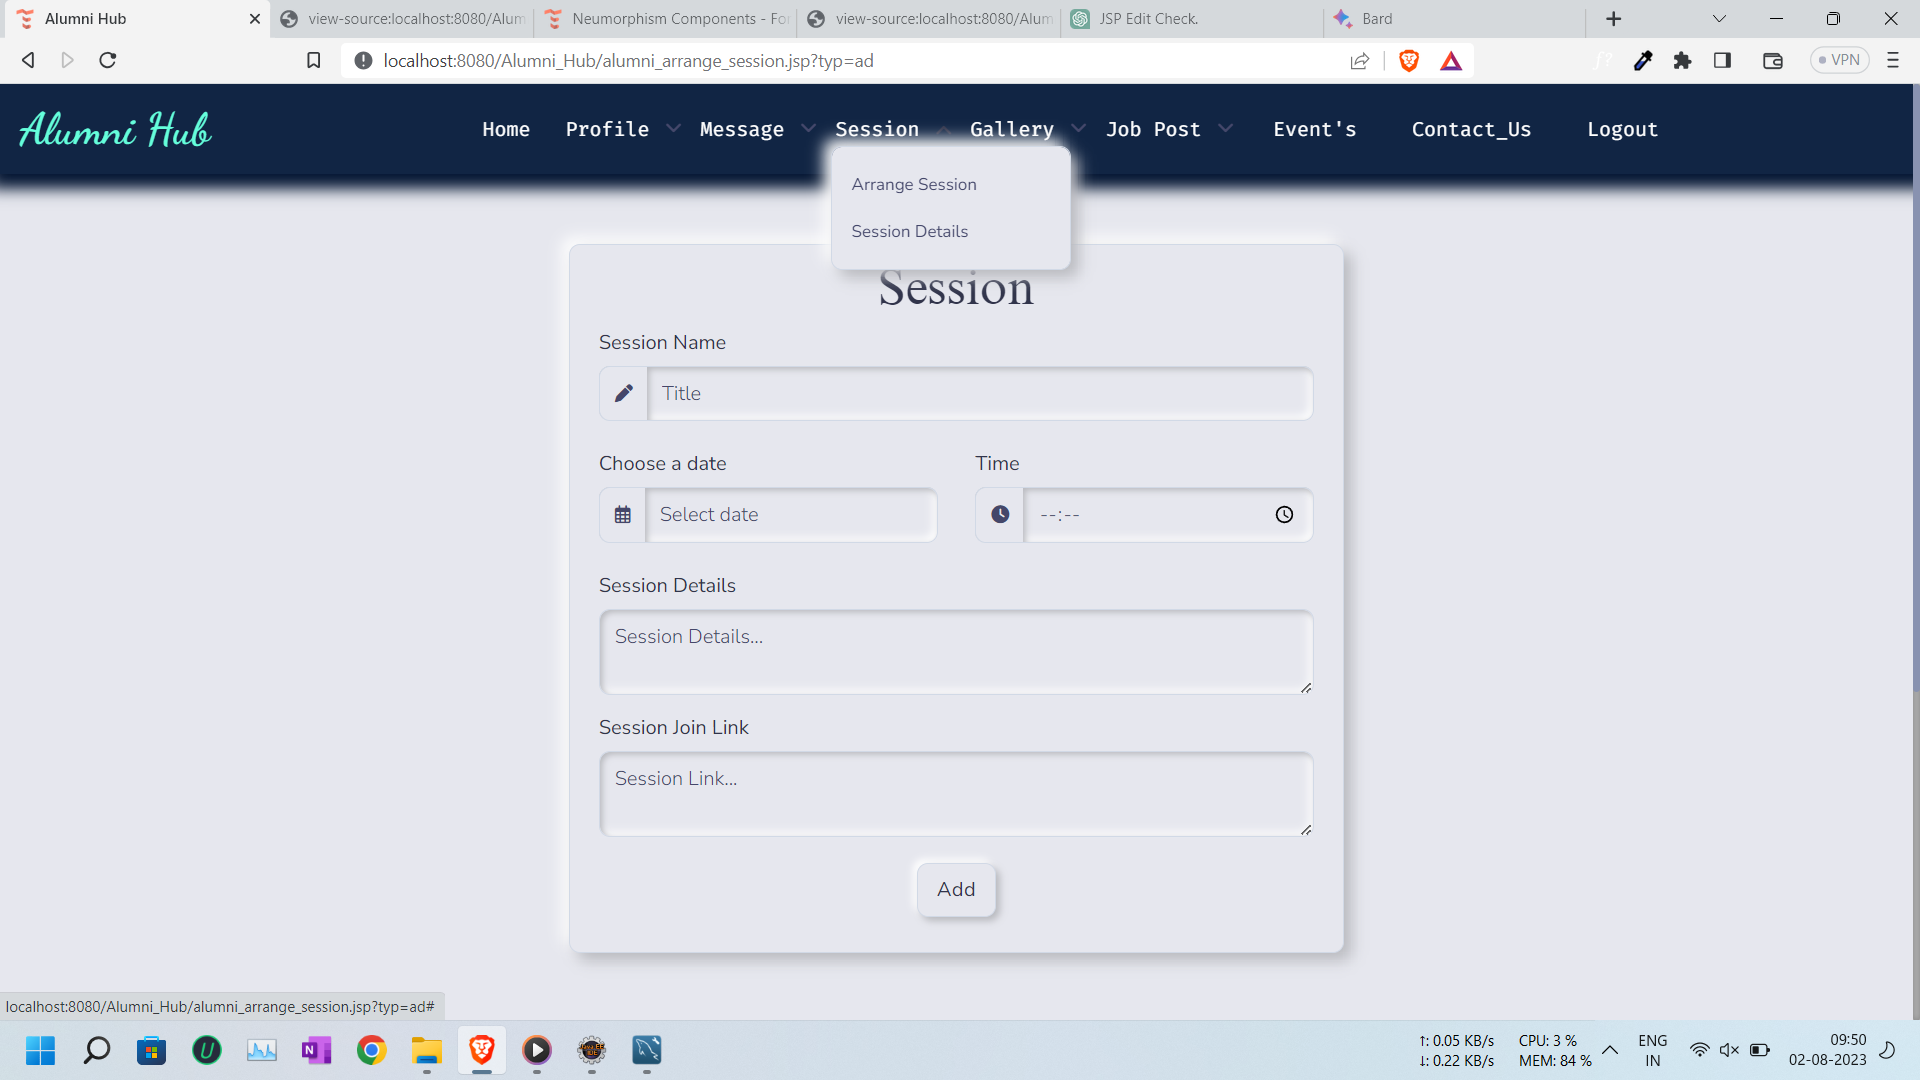 Alumni Hub
view-source:localhost:8080/Alum
Neumorphism Components - For
view-source:localhost:8080/Alum
JSP Edit Check.
Bard
localhost:8080/Alumni_Hub/alumni_arrange_session.jsp?typ=ad
VPN
Alumni Hub
Home
Profile
Message
Session
Gallery
Job Post
Event's
Contact_Us
Logout
Arrange Session
Session Details
Session
Session Name
Title
Choose a date
Time
Select date
--:--
Session Details
Session Details...
Session Join Link
Session Link...
Add
localhost:8080/Alumni_Hub/alumni_arrange_session.jsp?typ=ad#
↑: 0.05 KB/s
↓: 0.22 KB/s
CPU: 3 %
MEM: 84 %
ENG
IN
09:50
02-08-2023